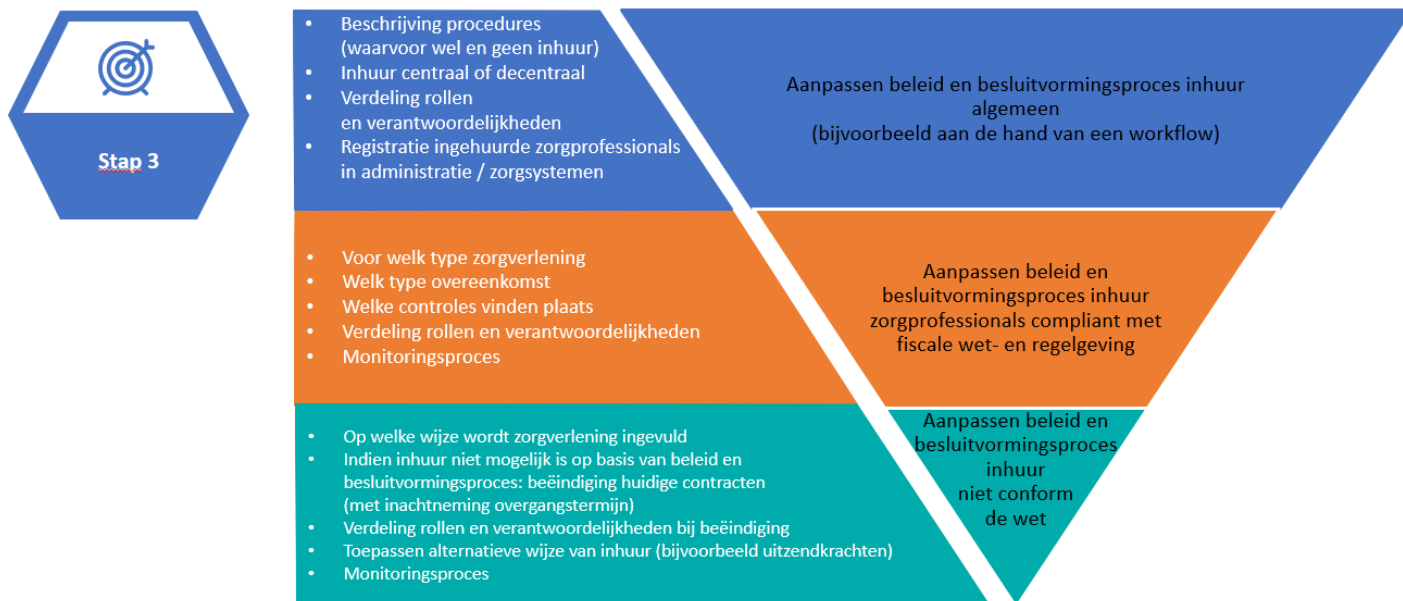 Stap 3
• Beschrijving procedures
(waarvoor wel en geen inhuur)
• Inhuur centraal of decentraal
• Verdeling rollen
en verantwoordelijkheden
• Registratie ingehuurde zorgprofessionals
in administratie / zorgsystemen
Aanpassen beleid en besluitvormingsproces inhuur
algemeen
(bijvoorbeeld aan de hand van een workflow)
• Voor welk type zorgverlening
• Welk type overeenkomst
• Welke controles vinden plaats
• Verdeling rollen en verantwoordelijkheden
• Monitoringsproces
Aanpassen beleid en
besluitvormingsproces inhuur
zorgprofessionals compliant met
fiscale wet- en regelgeving
• Op welke wijze wordt zorgverlening ingevuld
• Indien inhuur niet mogelijk is op basis van beleid en
besluitvormingsproces: beëindiging huidige contracten
(met inachtneming overgangstermijn)
• Verdeling rollen en verantwoordelijkheden bij beëindiging
• Toepassen alternatieve wijze van inhuur (bijvoorbeeld uitzendkrachten)
• Monitoringsproces
Aanpassen beleid en
besluitvormingsproces
inhuur
niet conform
de wet